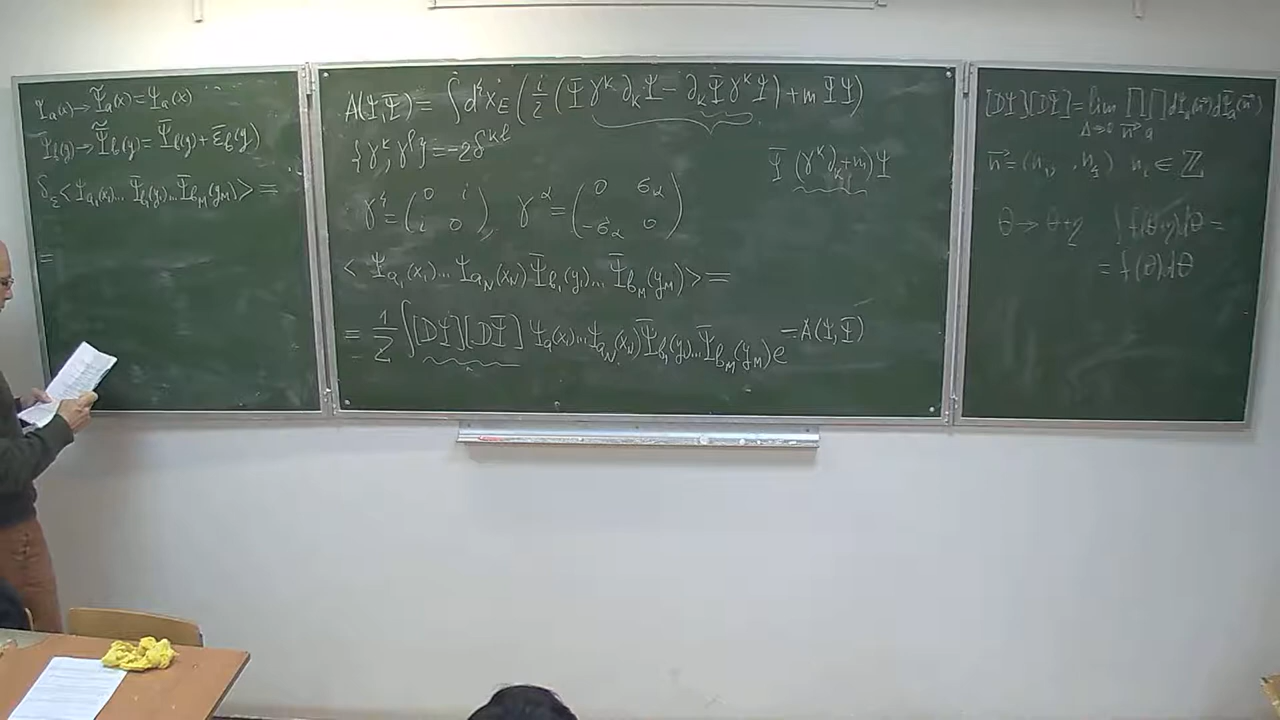 Ψ_a(x) → Ψ̃_a(x) = Ψ_a(x)
Ψ̄_b(y) → Ψ̄̃_b(y) = Ψ̄_b(y) + ε̄_b(y)
δ_ε < Ψ_{a_1}(x_1)... Ψ̄_{b_1}(y_1)... Ψ̄_{b_M}(y_M) > =
=
A(Ψ,Ψ̄) = ∫ d⁴x_E ( i/2 ( Ψ̄ γ^k ∂_k Ψ − ∂_k Ψ̄ γ^k Ψ ) + m Ψ̄ Ψ )
{γ^k, γ^l} = −2δ^{kl}
Ψ̄ (γ^k ∂_k + m) Ψ
γ^4 = ( 0 i ; i 0 ), γ^α = ( 0 σ_α ; −σ_α 0 )
< Ψ_{a_1}(x_1)... Ψ_{a_N}(x_N) Ψ̄_{b_1}(y_1)... Ψ̄_{b_M}(y_M) > =
= 1/Z ∫ [DΨ][DΨ̄] Ψ_{a_1}(x_1)... Ψ_{a_N}(x_N) Ψ̄_{b_1}(y_1)... Ψ̄_{b_M}(y_M) e^{−A(Ψ,Ψ̄)}
[DΨ][DΨ̄] = lim_{Δ→0} ∏_{n⃗} ∏_a dΨ_a(n⃗) dΨ̄_a(n⃗)
n⃗ = (n_1, , n_4) n_i ∈ ℤ
θ → θ+η ∫ f(θ+η) dθ =
= f(θ) dθ